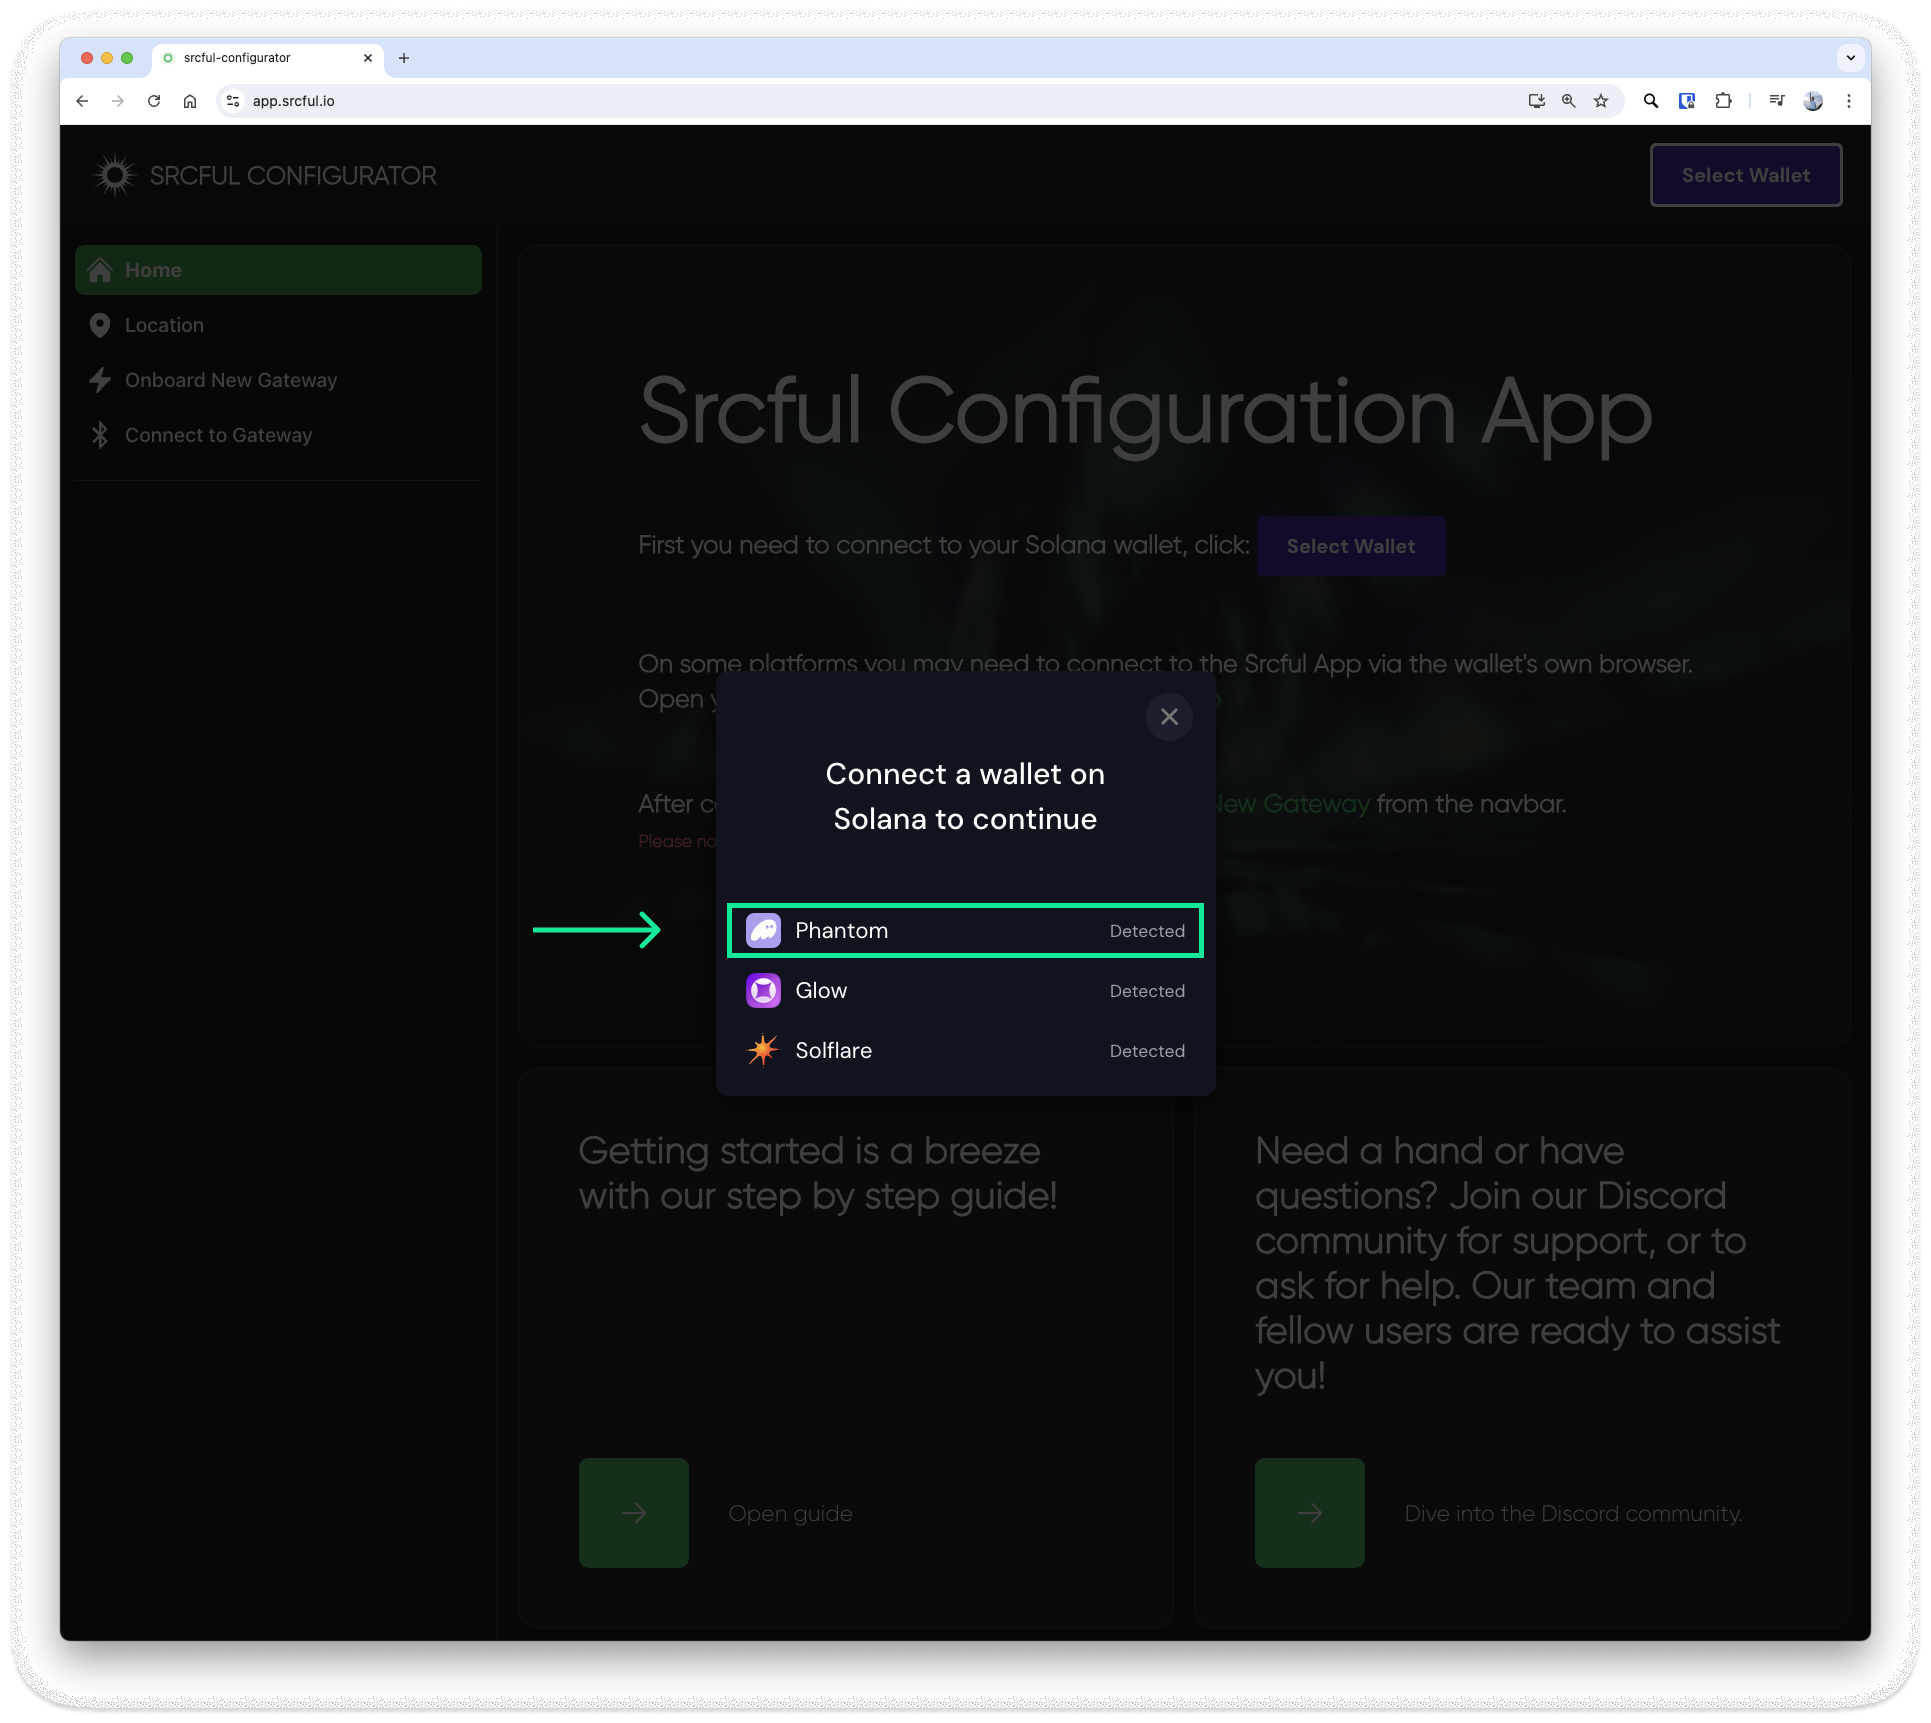 srcful-configurator
app.srcful.io
SRCFUL CONFIGURATOR
Select Wallet
Home
Location
Onboard New Gateway
Connect to Gateway
Srcful Configuration App
First you need to connect to your Solana wallet, click: Select Wallet
On some platforms you may need to connect to the Srcful App via the wallet's own browser.
Open
After
New Gateway from the navbar.
Please
Connect a wallet on
Solana to continue
Phantom Detected
Glow Detected
Solflare Detected
Getting started is a breeze
with our step by step guide!
Open guide
Need a hand or have
questions? Join our Discord
community for support, or to
ask for help. Our team and
fellow users are ready to assist
you!
Dive into the Discord community.